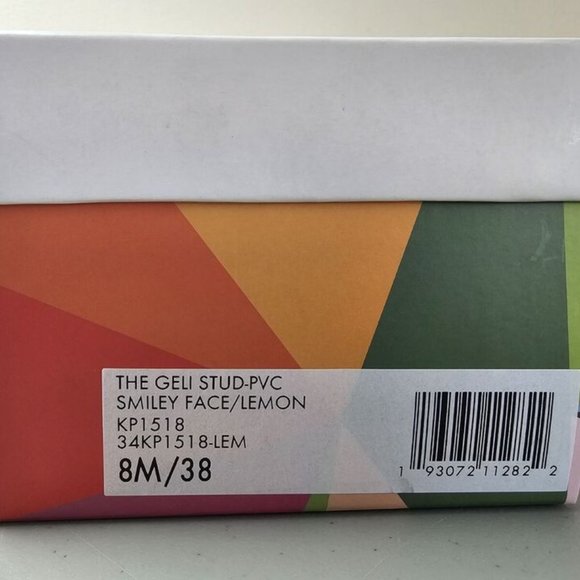 THE GELI STUD-PVC
SMILEY FACE/LEMON
KP1518
34KP1518-LEM
8M/38
1 93072 11282 2